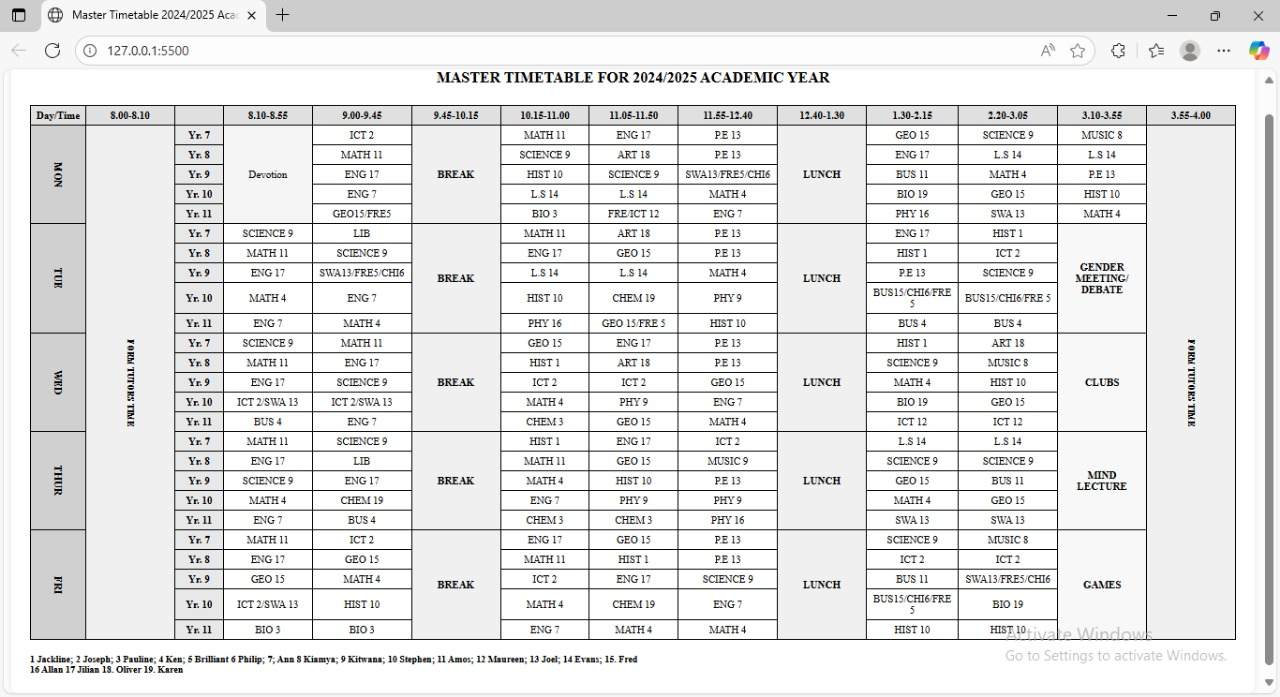 Master Timetable 2024/2025 Aca
127.0.0.1:5500
MASTER TIMETABLE FOR 2024/2025 ACADEMIC YEAR
Day/Time 8.00-8.10 8.10-8.55 9.00-9.45 9.45-10.15 10.15-11.00 11.05-11.50 11.55-12.40 12.40-1.30 1.30-2.15 2.20-3.05 3.10-3.55 3.55-4.00
FORM TUTORS TIME
MON
Yr. 7 Devotion ICT 2 BREAK MATH 11 ENG 17 P.E 13 LUNCH GEO 15 SCIENCE 9 MUSIC 8
Yr. 8 MATH 11 SCIENCE 9 ART 18 P.E 13 ENG 17 L.S 14 L.S 14
Yr. 9 ENG 17 HIST 10 SCIENCE 9 SWA13/FRE5/CHI6 BUS 11 MATH 4 P.E 13
Yr. 10 ENG 7 L.S 14 L.S 14 MATH 4 BIO 19 GEO 15 HIST 10
Yr. 11 GEO15/FRE5 BIO 3 FRE/ICT 12 ENG 7 PHY 16 SWA 13 MATH 4
TUE
Yr. 7 SCIENCE 9 LIB BREAK MATH 11 ART 18 P.E 13 LUNCH ENG 17 HIST 1 GENDER MEETING/ DEBATE
Yr. 8 MATH 11 SCIENCE 9 ENG 17 GEO 15 P.E 13 HIST 1 ICT 2
Yr. 9 ENG 17 SWA13/FRE5/CHI6 L.S 14 L.S 14 MATH 4 P.E 13 SCIENCE 9
Yr. 10 MATH 4 ENG 7 HIST 10 CHEM 19 PHY 9 BUS15/CHI6/FRE 5 BUS15/CHI6/FRE 5
Yr. 11 ENG 7 MATH 4 PHY 16 GEO 15/FRE 5 HIST 10 BUS 4 BUS 4
WED
Yr. 7 SCIENCE 9 MATH 11 BREAK GEO 15 ENG 17 P.E 13 LUNCH HIST 1 ART 18 CLUBS
Yr. 8 MATH 11 ENG 17 HIST 1 ART 18 P.E 13 SCIENCE 9 MUSIC 8
Yr. 9 ENG 17 SCIENCE 9 ICT 2 ICT 2 GEO 15 MATH 4 HIST 10
Yr. 10 ICT 2/SWA 13 ICT 2/SWA 13 MATH 4 PHY 9 ENG 7 BIO 19 GEO 15
Yr. 11 BUS 4 ENG 7 CHEM 3 GEO 15 MATH 4 ICT 12 ICT 12
THUR
Yr. 7 MATH 11 SCIENCE 9 BREAK HIST 1 ENG 17 ICT 2 LUNCH L.S 14 L.S 14 MIND LECTURE
Yr. 8 ENG 17 LIB MATH 11 GEO 15 MUSIC 9 SCIENCE 9 SCIENCE 9
Yr. 9 SCIENCE 9 ENG 17 MATH 4 HIST 10 P.E 13 GEO 15 BUS 11
Yr. 10 MATH 4 CHEM 19 ENG 7 PHY 9 PHY 9 MATH 4 GEO 15
Yr. 11 ENG 7 BUS 4 CHEM 3 CHEM 3 PHY 16 SWA 13 SWA 13
FRI
Yr. 7 MATH 11 ICT 2 BREAK ENG 17 GEO 15 P.E 13 LUNCH SCIENCE 9 MUSIC 8 GAMES
Yr. 8 ENG 17 GEO 15 MATH 11 HIST 1 P.E 13 ICT 2 ICT 2
Yr. 9 GEO 15 MATH 4 ICT 2 ENG 17 SCIENCE 9 BUS 11 SWA13/FRE5/CHI6
Yr. 10 ICT 2/SWA 13 HIST 10 MATH 4 CHEM 19 ENG 7 BUS15/CHI6/FRE 5 BIO 19
Yr. 11 BIO 3 BIO 3 ENG 7 MATH 4 MATH 4 HIST 10 HIST 10
FORM TUTORS TIME
1 Jackline; 2 Joseph; 3 Pauline; 4 Ken; 5 Brilliant 6 Philip; 7; Ann 8 Kiamya; 9 Kitwana; 10 Stephen; 11 Amos; 12 Maureen; 13 Joel; 14 Evans; 15. Fred
16 Allan 17 Jilian 18. Oliver 19. Karen
Activate Windows
Go to Settings to activate Windows.